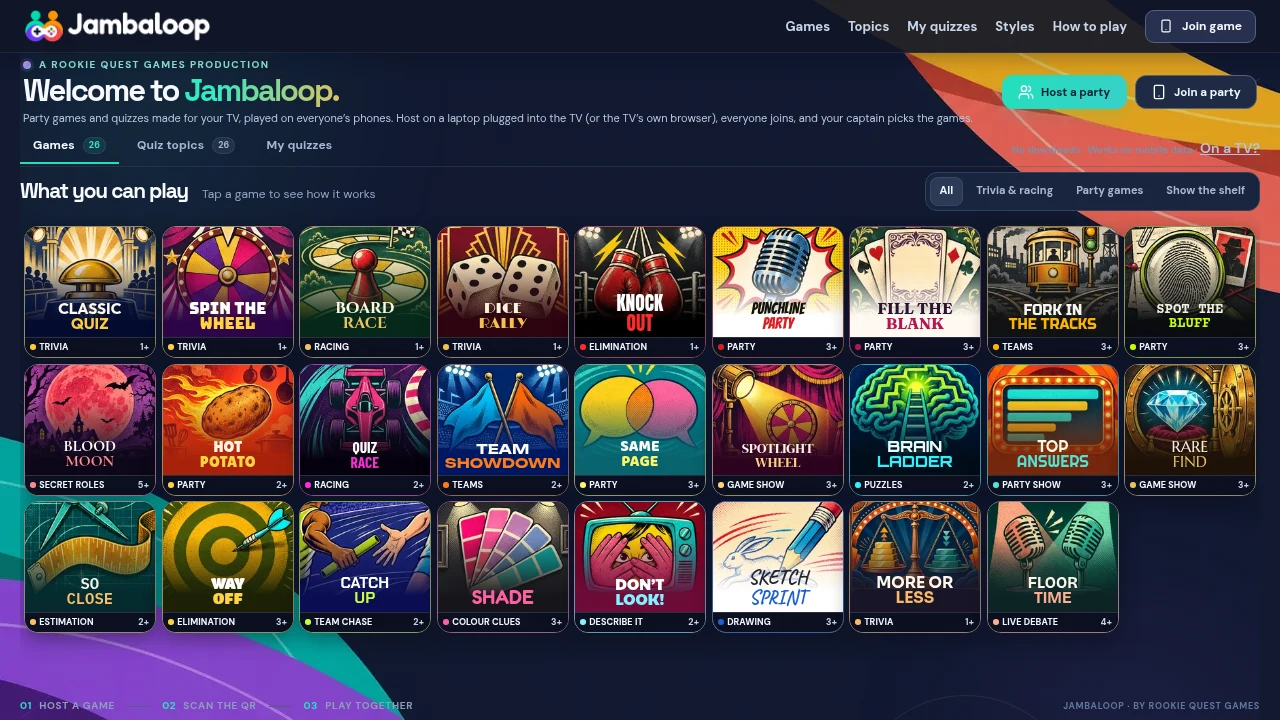 Jambaloop
Games Topics My quizzes Styles How to play Join game
A ROOKIE QUEST GAMES PRODUCTION
Welcome to Jambaloop.
Host a party Join a party
Party games and quizzes made for your TV, played on everyone's phones. Host on a laptop plugged into the TV (or the TV's own browser), everyone joins, and your captain picks the games.
Games 26 Quiz topics 26 My quizzes
No downloads · Works on mobile data · On a TV?
What you can play Tap a game to see how it works
All Trivia & racing Party games Show the shelf
CLASSIC QUIZ
TRIVIA 1+
SPIN THE WHEEL
TRIVIA 1+
BOARD RACE
RACING 1+
DICE RALLY
TRIVIA 1+
KNOCK OUT
ELIMINATION 1+
PUNCHLINE PARTY
PARTY 3+
FILL THE BLANK
PARTY 3+
FORK IN THE TRACKS
TEAMS 3+
SPOT THE BLUFF
PARTY 3+
BLOOD MOON
SECRET ROLES 5+
HOT POTATO
PARTY 2+
QUIZ RACE
RACING 2+
TEAM SHOWDOWN
TEAMS 2+
SAME PAGE
PARTY 3+
SPOTLIGHT WHEEL
GAME SHOW 3+
BRAIN LADDER
PUZZLES 2+
TOP ANSWERS
PARTY SHOW 3+
RARE FIND
GAME SHOW 3+
SO CLOSE
ESTIMATION 2+
WAY OFF
ELIMINATION 3+
CATCH UP
TEAM CHASE 2+
SHADE
COLOUR CLUES 3+
DON'T LOOK!
DESCRIBE IT 2+
SKETCH SPRINT
DRAWING 3+
MORE OR LESS
TRIVIA 1+
FLOOR TIME
LIVE DEBATE 4+
01 HOST A GAME 02 SCAN THE QR 03 PLAY TOGETHER
JAMBALOOP · BY ROOKIE QUEST GAMES